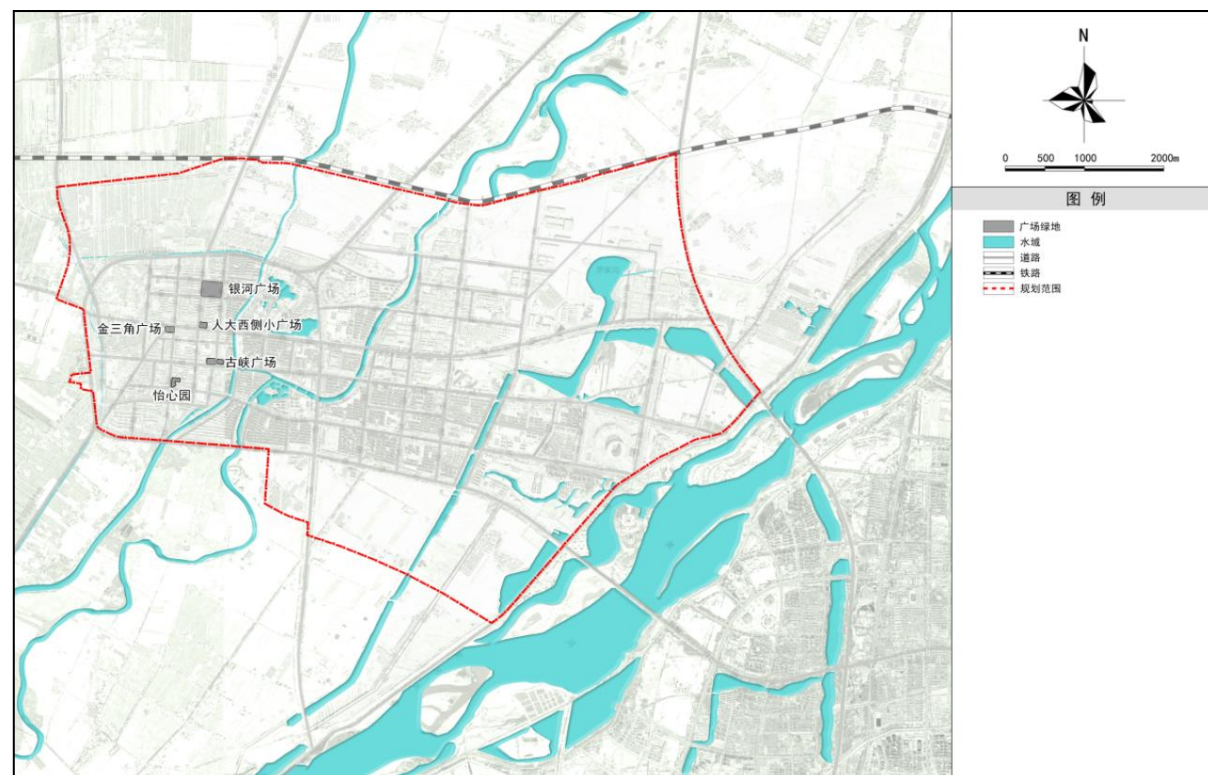 N
0 500 1000 2000m
图 例
广场绿地
水域
道路
铁路
规划范围
银河广场
金三角广场
人大西侧小广场
古峡广场
怡心园